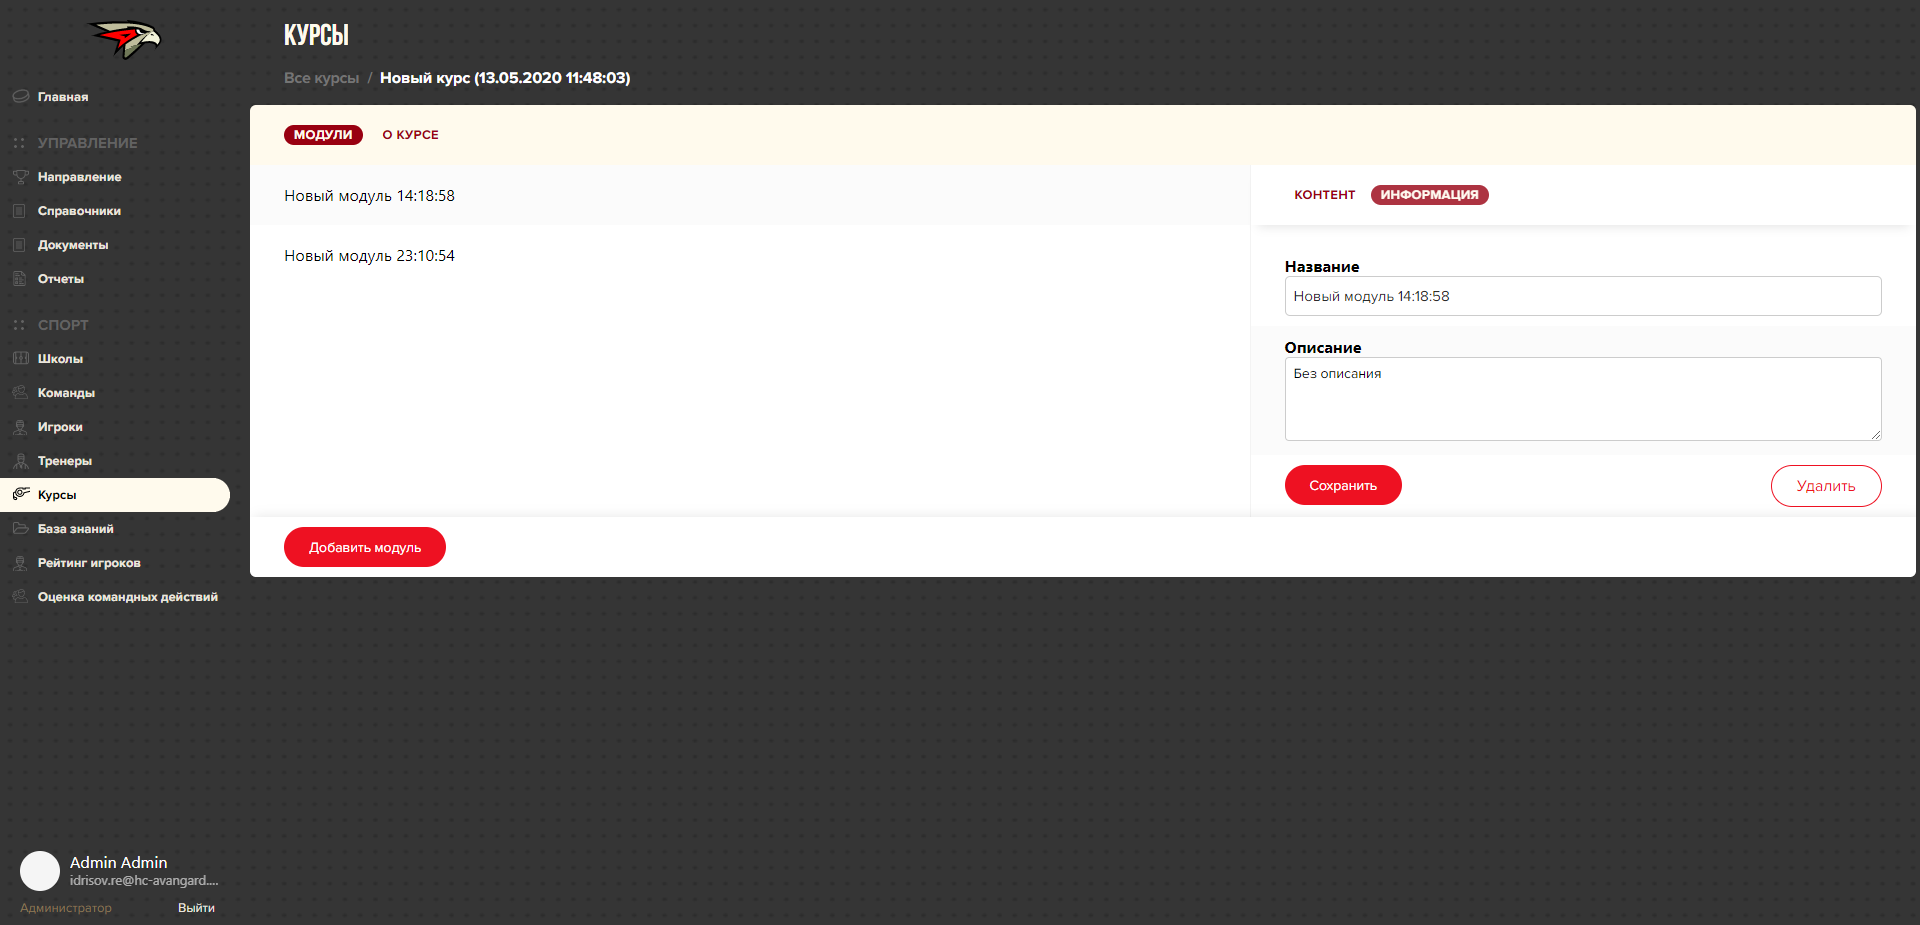 КУРСЫ
Все курсы / Новый курс (13.05.2020 11:48:03)
Главная
УПРАВЛЕНИЕ
Направление
Справочники
Документы
Отчеты
СПОРТ
Школы
Команды
Игроки
Тренеры
Курсы
База знаний
Рейтинг игроков
Оценка командных действий
Admin Admin
idrisov.re@hc-avangard....
Администратор Выйти
МОДУЛИ О КУРСЕ
Новый модуль 14:18:58
Новый модуль 23:10:54
Добавить модуль
КОНТЕНТ ИНФОРМАЦИЯ
Название
Новый модуль 14:18:58
Описание
Без описания
Сохранить Удалить